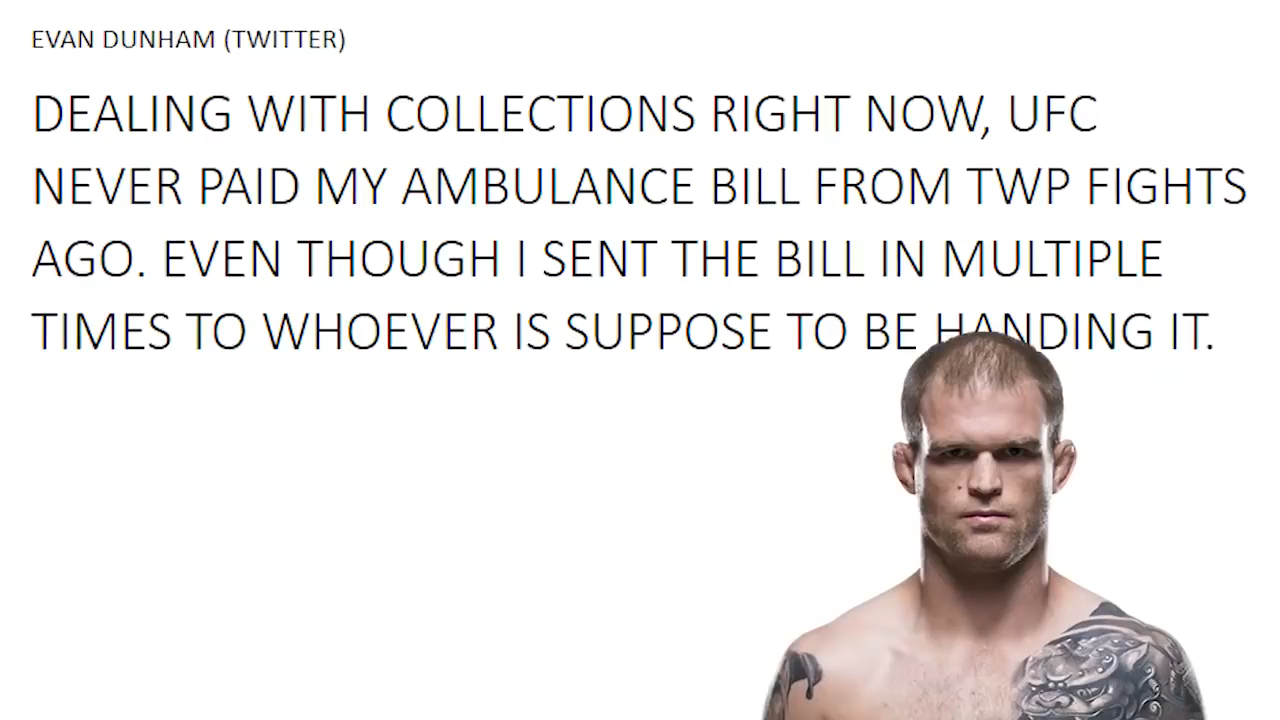 EVAN DUNHAM (TWITTER)
DEALING WITH COLLECTIONS RIGHT NOW, UFC
NEVER PAID MY AMBULANCE BILL FROM TWP FIGHTS
AGO. EVEN THOUGH I SENT THE BILL IN MULTIPLE
TIMES TO WHOEVER IS SUPPOSE TO BE HANDING IT.